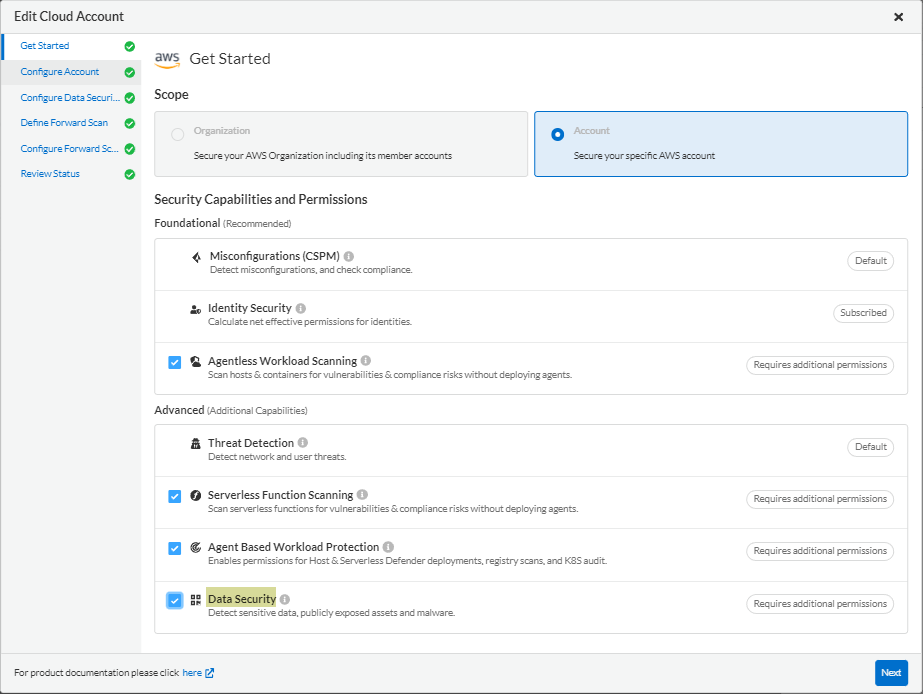 Edit Cloud Account
Get Started
Configure Account
Configure Data Securi...
Define Forward Scan
Configure Forward Sc...
Review Status
aws Get Started
Scope
Organization
Secure your AWS Organization including its member accounts
Account
Secure your specific AWS account
Security Capabilities and Permissions
Foundational (Recommended)
Misconfigurations (CSPM)
Detect misconfigurations, and check compliance.
Default
Identity Security
Calculate net effective permissions for identities.
Subscribed
Agentless Workload Scanning
Scan hosts & containers for vulnerabilities & compliance risks without deploying agents.
Requires additional permissions
Advanced (Additional Capabilities)
Threat Detection
Detect network and user threats.
Default
Serverless Function Scanning
Scan serverless functions for vulnerabilities & compliance risks without deploying agents.
Requires additional permissions
Agent Based Workload Protection
Enables permissions for Host & Serverless Defender deployments, registry scans, and K8S audit.
Requires additional permissions
Data Security
Detect sensitive data, publicly exposed assets and malware.
Requires additional permissions
For product documentation please click here
Next